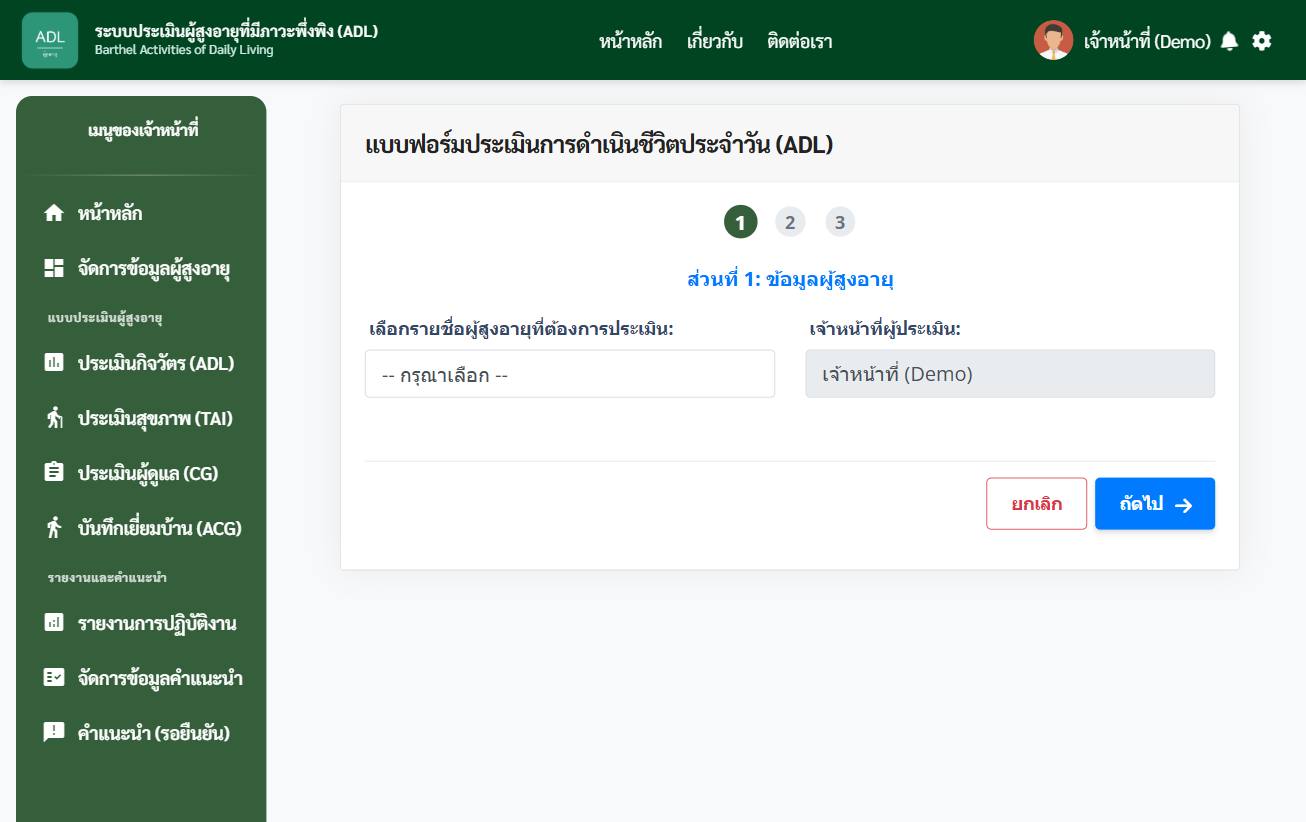 ADL
ผู้สูงอายุ
ระบบประเมินผู้สูงอายุที่มีภาวะพึ่งพิง (ADL)
Barthel Activities of Daily Living
หน้าหลัก เกี่ยวกับ ติดต่อเรา
เจ้าหน้าที่ (Demo)
เมนูของเจ้าหน้าที่
หน้าหลัก
จัดการข้อมูลผู้สูงอายุ
แบบประเมินผู้สูงอายุ
ประเมินกิจวัตร (ADL)
ประเมินสุขภาพ (TAI)
ประเมินผู้ดูแล (CG)
บันทึกเยี่ยมบ้าน (ACG)
รายงานและคำแนะนำ
รายงานการปฏิบัติงาน
จัดการข้อมูลคำแนะนำ
คำแนะนำ (รอยืนยัน)
แบบฟอร์มประเมินการดำเนินชีวิตประจำวัน (ADL)
1 2 3
ส่วนที่ 1: ข้อมูลผู้สูงอายุ
เลือกรายชื่อผู้สูงอายุที่ต้องการประเมิน:
-- กรุณาเลือก --
เจ้าหน้าที่ผู้ประเมิน:
เจ้าหน้าที่ (Demo)
ยกเลิก ถัดไป